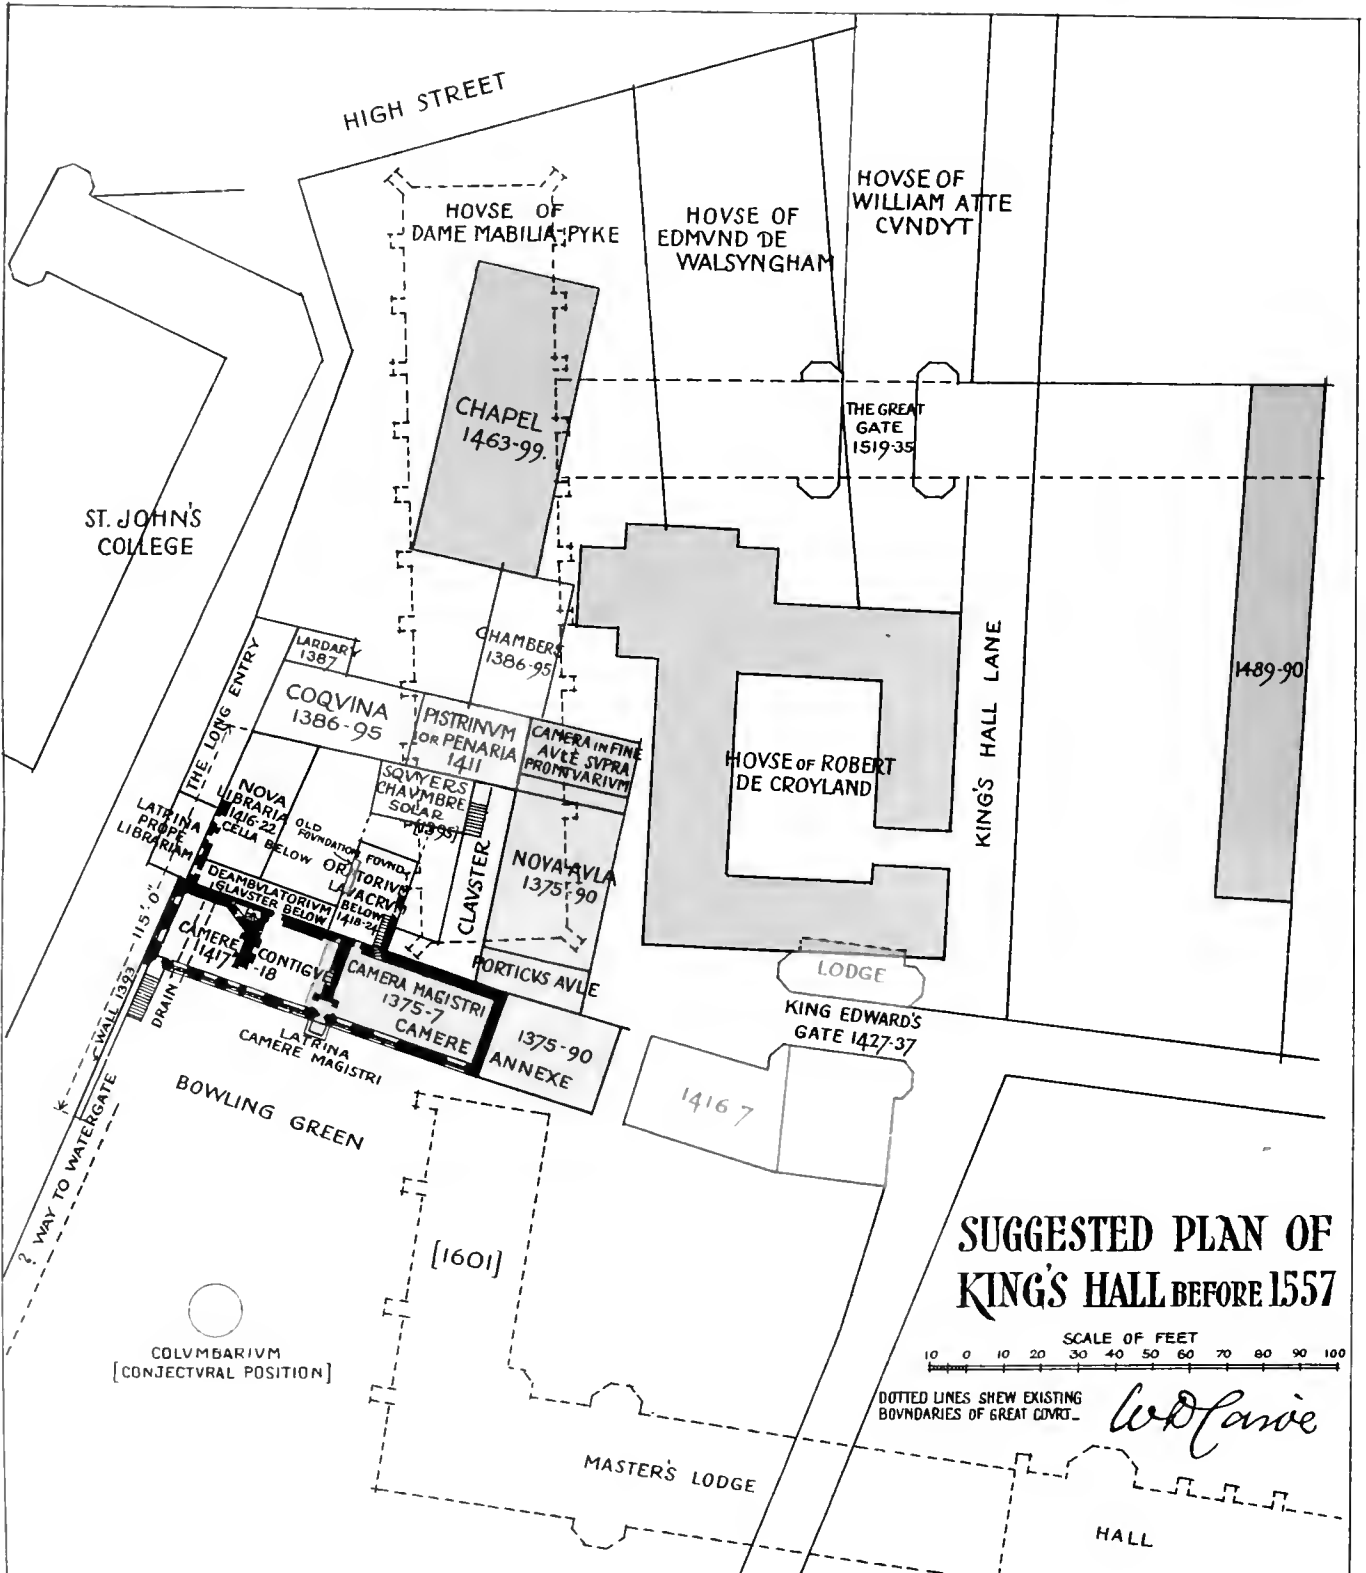 HIGH STREET
HOVSE OF
DAME MABILIA PYKE
HOVSE OF
EDMVND DE
WALSYNGHAM
HOVSE OF
WILLIAM ATTE
CVNDYT
CHAPEL
1463-99.
THE GREAT
GATE
1519-35
ST. JOHN'S
COLLEGE
THE LONG ENTRY
LARDARY
1387
CHAMBERS
1386-95
COQVINA
1386-95
PISTRINVM
OR PENARIA
1411
CAMERA IN FINE
AVLE SVPRA
PROMTVARIVM
HOVSE OF ROBERT
DE CROYLAND
KING'S HALL LANE
1489-90
NOVA
LIBRARIA
1416-22
CELLA BELOW
LATRINA
PROPE
LIBRARIAM
SQVYERS
CHAVMBRE
SOLAR
[1395]
OLD
FOUNDATION
FOVND
ORATORIVM
LAVACRVM
BELOW
1418-24
CLAVSTER
NOVA AVLA
1375-90
DEAMBVLATORIVM
CLAVSTER BELOW
CAMERE CONTIGVE
1417-18
CAMERA MAGISTRI
1375-7
CAMERE
PORTICVS AVLE
1375-90
ANNEXE
LODGE
KING EDWARD'S
GATE 1427-37
1416 7
115'.0"
WALL 1393
DRAIN
LATRINA
CAMERE MAGISTRI
BOWLING GREEN
? WAY TO WATERGATE
[1601]
COLVMBARIVM
[CONJECTVRAL POSITION]
MASTER'S LODGE
HALL
SUGGESTED PLAN OF
KING'S HALL BEFORE 1557
SCALE OF FEET
10 0 10 20 30 40 50 60 70 80 90 100
DOTTED LINES SHEW EXISTING
BOVNDARIES OF GREAT COVRT_
WD Caröe